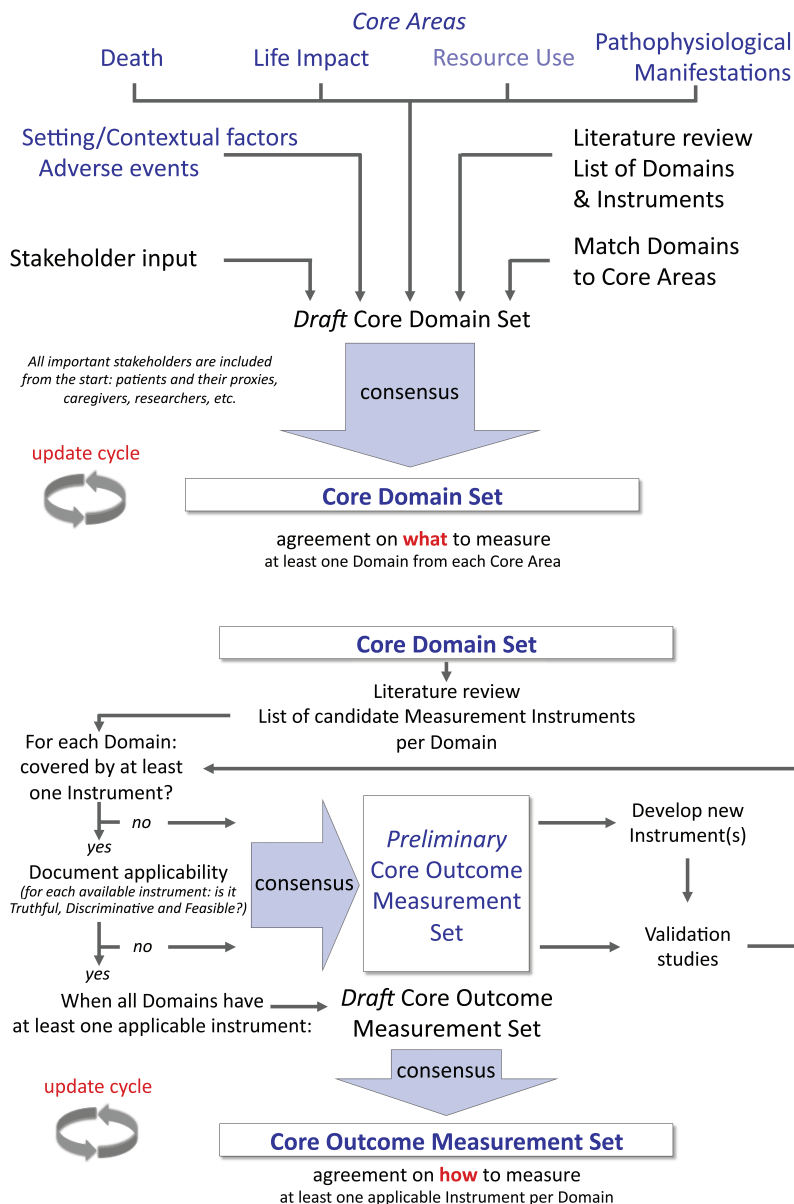 Core Areas
Death
Life Impact
Resource Use
Pathophysiological
Manifestations
Setting/Contextual factors
Adverse events
Literature review
List of Domains
& Instruments
Stakeholder input
Match Domains
to Core Areas
Draft Core Domain Set
All important stakeholders are included
from the start: patients and their proxies,
caregivers, researchers, etc.
consensus
update cycle
Core Domain Set
agreement on what to measure
at least one Domain from each Core Area
Core Domain Set
Literature review
List of candidate Measurement Instruments
per Domain
For each Domain:
covered by at least
one Instrument?
no
yes
Document applicability
(for each available instrument: is it
Truthful, Discriminative and Feasible?)
no
yes
consensus
Preliminary
Core Outcome
Measurement
Set
Develop new
Instrument(s)
Validation
studies
When all Domains have
at least one applicable instrument:
Draft Core Outcome
Measurement Set
consensus
update cycle
Core Outcome Measurement Set
agreement on how to measure
at least one applicable Instrument per Domain